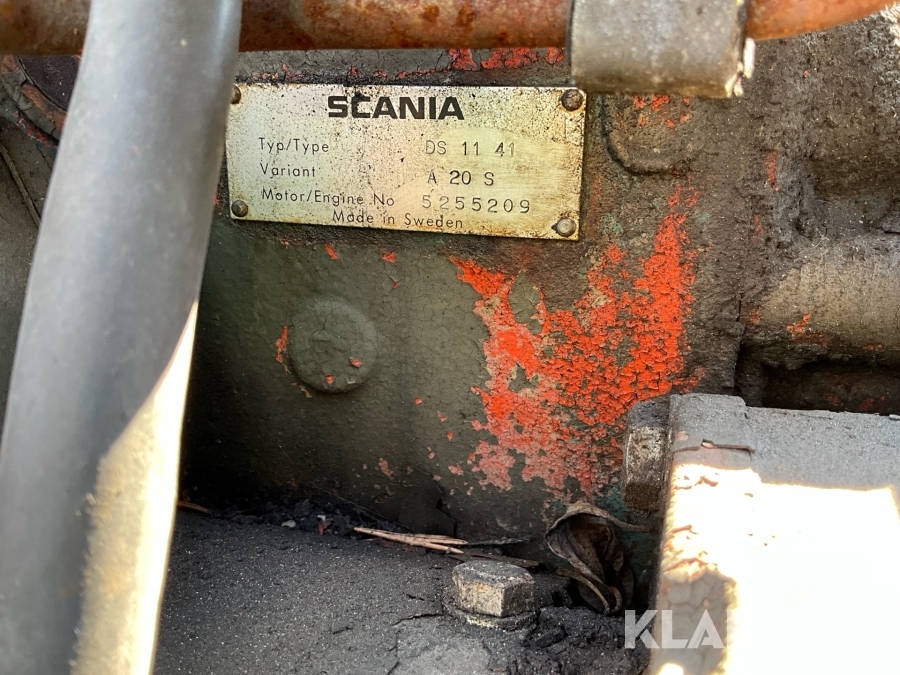 SCANIA
Typ/Type DS 11 41
Variant A 20 S
Motor/Engine No 5255209
Made in Sweden
KLA